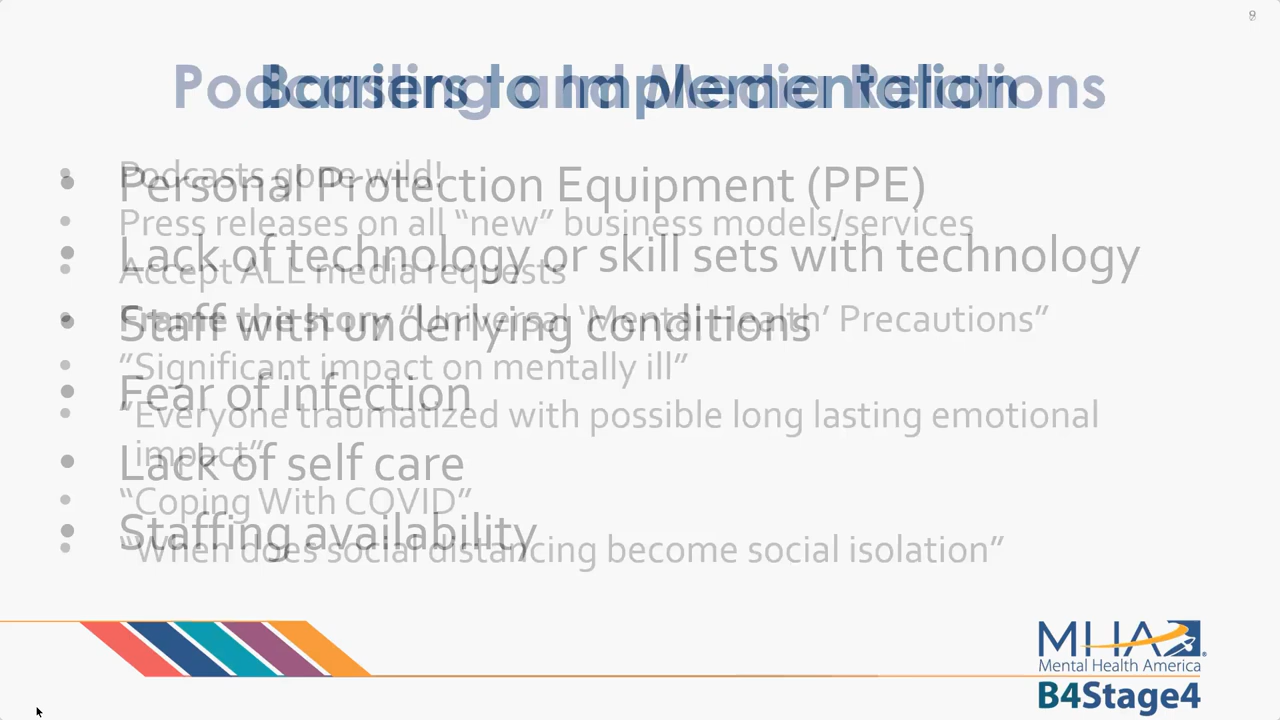 9
Podcasting and Media Relations
Barriers to Implementation
Podcasts gone wild!
Personal Protection Equipment (PPE)
Press releases on all “new” business models/services
Lack of technology or skill sets with technology
Accept ALL media requests
Frame the story “Universal ‘Mental Health’ Precautions”
Staff with underlying conditions
”Significant impact on mentally ill”
Fear of infection
”Everyone traumatized with possible long lasting emotional
impact”
Lack of self care
“Coping With COVID”
Staffing availability
“When does social distancing become social isolation”
MHA
Mental Health America
B4Stage4